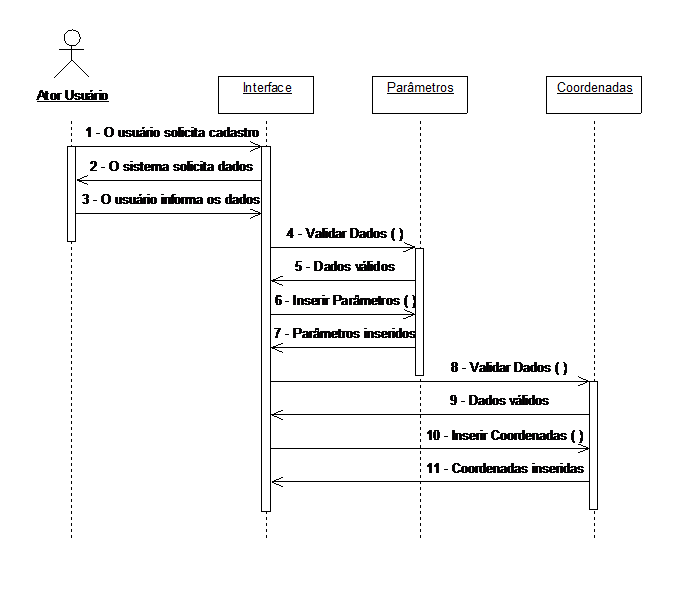 Interface
Parâmetros
Coordenadas
Ator Usuário
1 - O usuário solicita cadastro
2 - O sistema solicita dados
3 - O usuário informa os dados
4 - Validar Dados ( )
5 - Dados válidos
6 - Inserir Parâmetros ( )
7 - Parâmetros inseridos
8 - Validar Dados ( )
9 - Dados válidos
10 - Inserir Coordenadas ( )
11 - Coordenadas inseridas